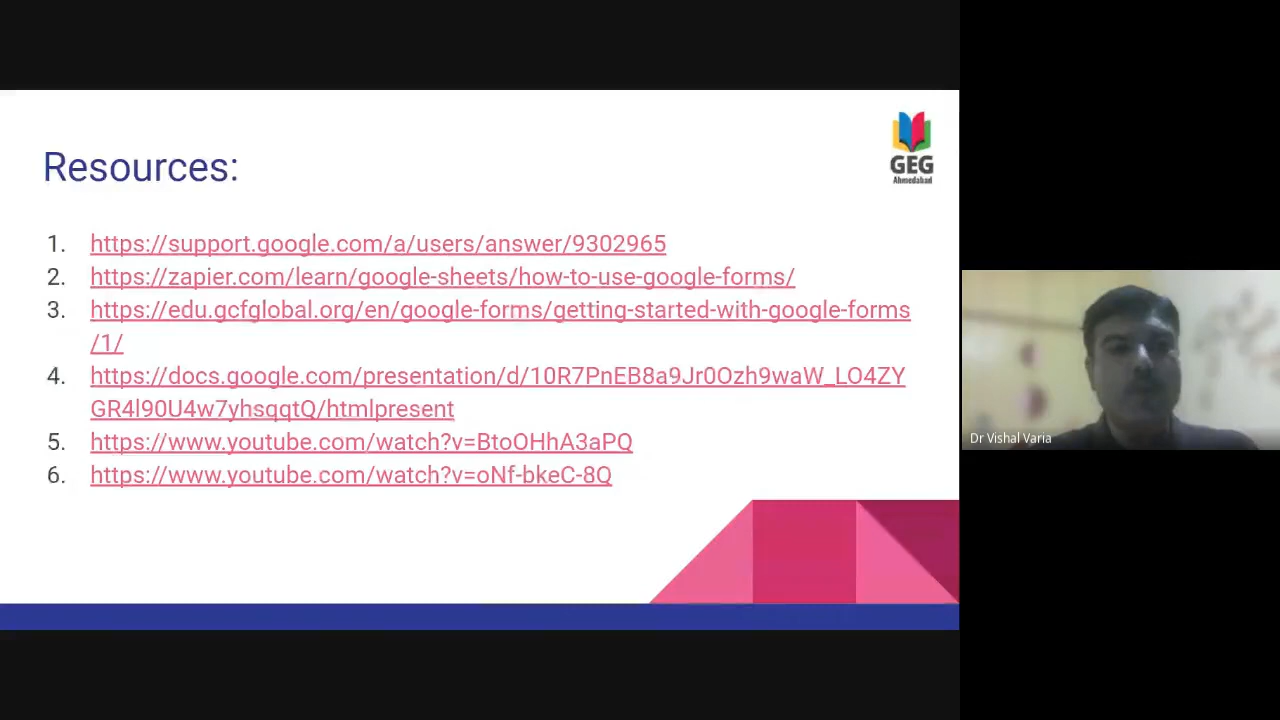 GEG
Ahmedabad
Resources:
1. https://support.google.com/a/users/answer/9302965
2. https://zapier.com/learn/google-sheets/how-to-use-google-forms/
3. https://edu.gcfglobal.org/en/google-forms/getting-started-with-google-forms
/1/
4. https://docs.google.com/presentation/d/10R7PnEB8a9Jr0Ozh9waW_LO4ZY
GR4l90U4w7yhsqqtQ/htmlpresent
5. https://www.youtube.com/watch?v=BtoOHhA3aPQ
6. https://www.youtube.com/watch?v=oNf-bkeC-8Q
Dr Vishal Varia